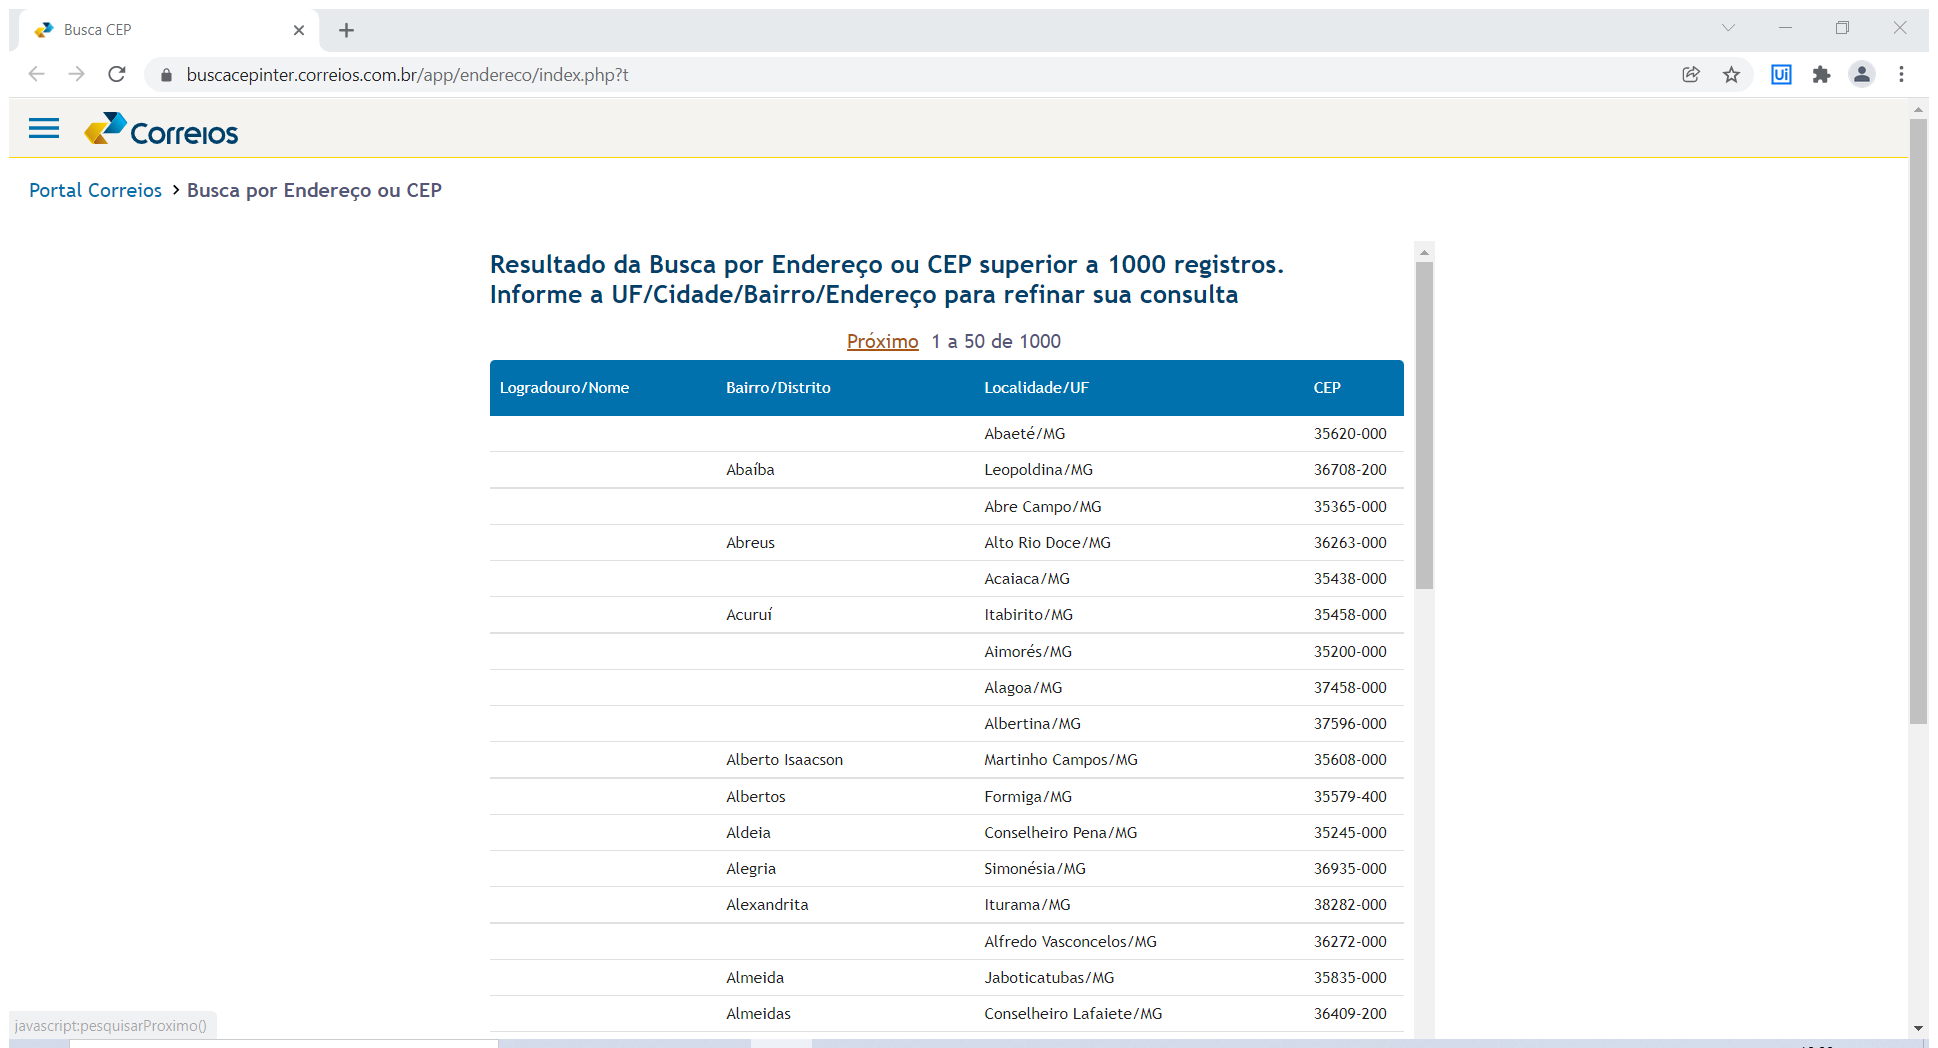 Busca CEP
buscacepinter.correios.com.br/app/endereco/index.php?t
Ui
Correios
Portal Correios > Busca por Endereço ou CEP
Resultado da Busca por Endereço ou CEP superior a 1000 registros.
Informe a UF/Cidade/Bairro/Endereço para refinar sua consulta
Próximo 1 a 50 de 1000
Logradouro/Nome Bairro/Distrito Localidade/UF CEP
Abaeté/MG 35620-000
Abaíba Leopoldina/MG 36708-200
Abre Campo/MG 35365-000
Abreus Alto Rio Doce/MG 36263-000
Acaiaca/MG 35438-000
Acuruí Itabirito/MG 35458-000
Aimorés/MG 35200-000
Alagoa/MG 37458-000
Albertina/MG 37596-000
Alberto Isaacson Martinho Campos/MG 35608-000
Albertos Formiga/MG 35579-400
Aldeia Conselheiro Pena/MG 35245-000
Alegria Simonésia/MG 36935-000
Alexandrita Iturama/MG 38282-000
Alfredo Vasconcelos/MG 36272-000
Almeida Jaboticatubas/MG 35835-000
Almeidas Conselheiro Lafaiete/MG 36409-200
javascript:pesquisarProximo()